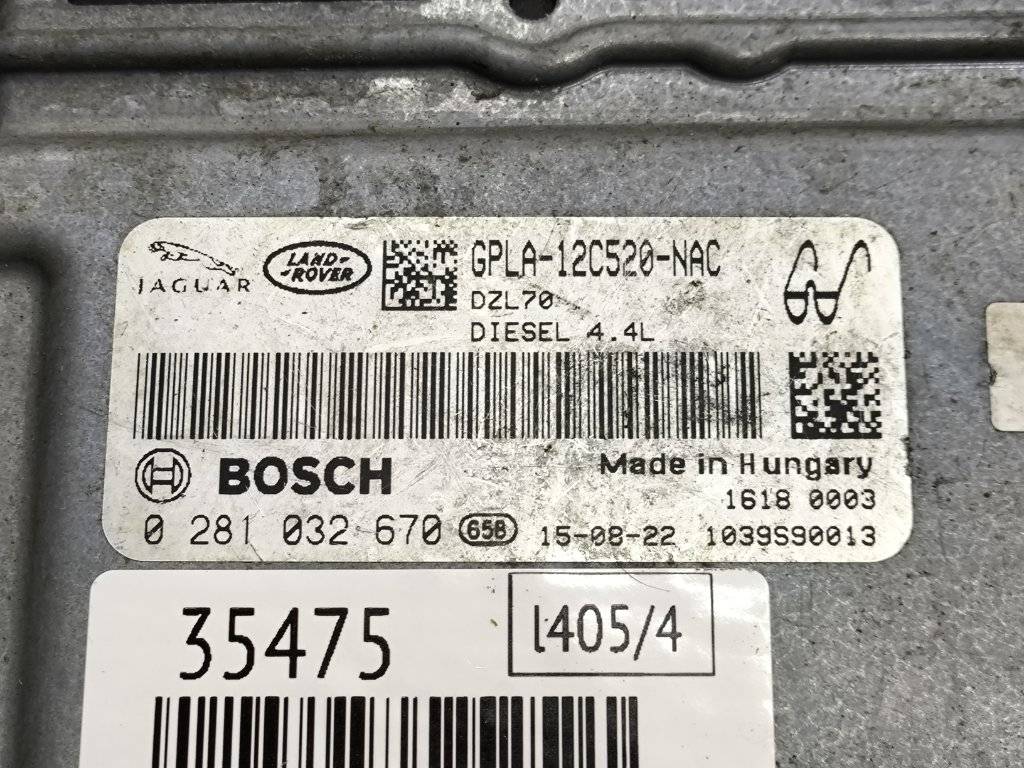 JAGUAR
LAND-
-ROVER
GPLA-12C520-NAC
DZL70
DIESEL 4.4L
BOSCH
Made in Hungary
1618 0003
0 281 032 670 658 15-08-22 1039S90013
35475
L405/4